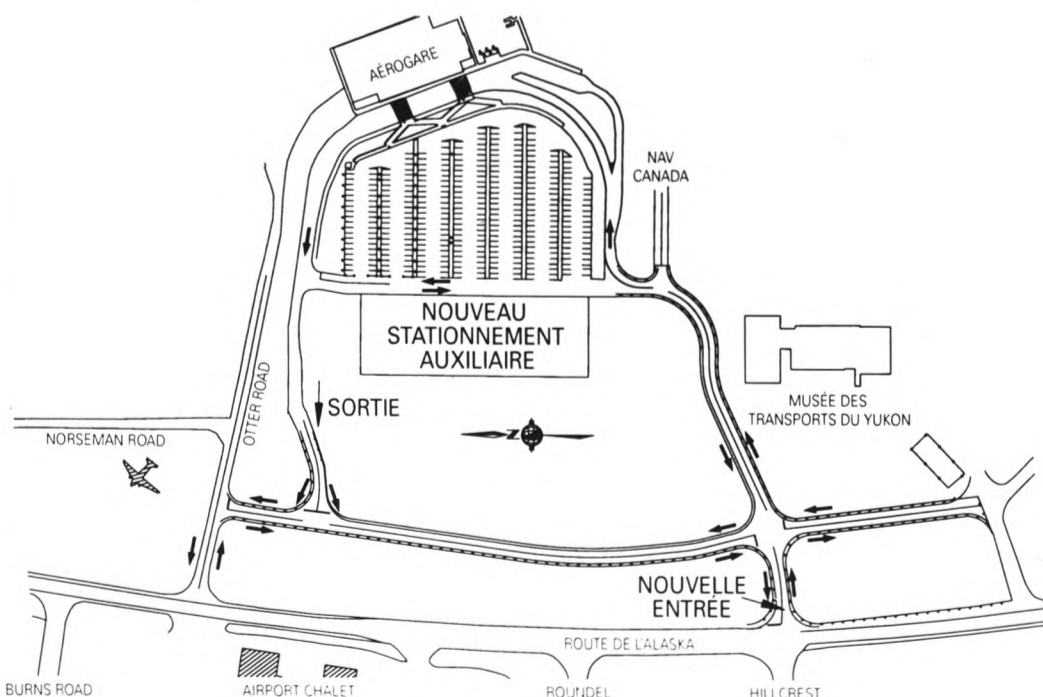 AÉROGARE
NAV
CANADA
NOUVEAU
STATIONNEMENT
AUXILIAIRE
MUSÉE DES
TRANSPORTS DU YUKON
OTTER ROAD
SORTIE
NORSEMAN ROAD
N
NOUVELLE
ENTRÉE
ROUTE DE L'ALASKA
BURNS ROAD
AIRPORT CHALET
ROUNDEL
HILLCREST